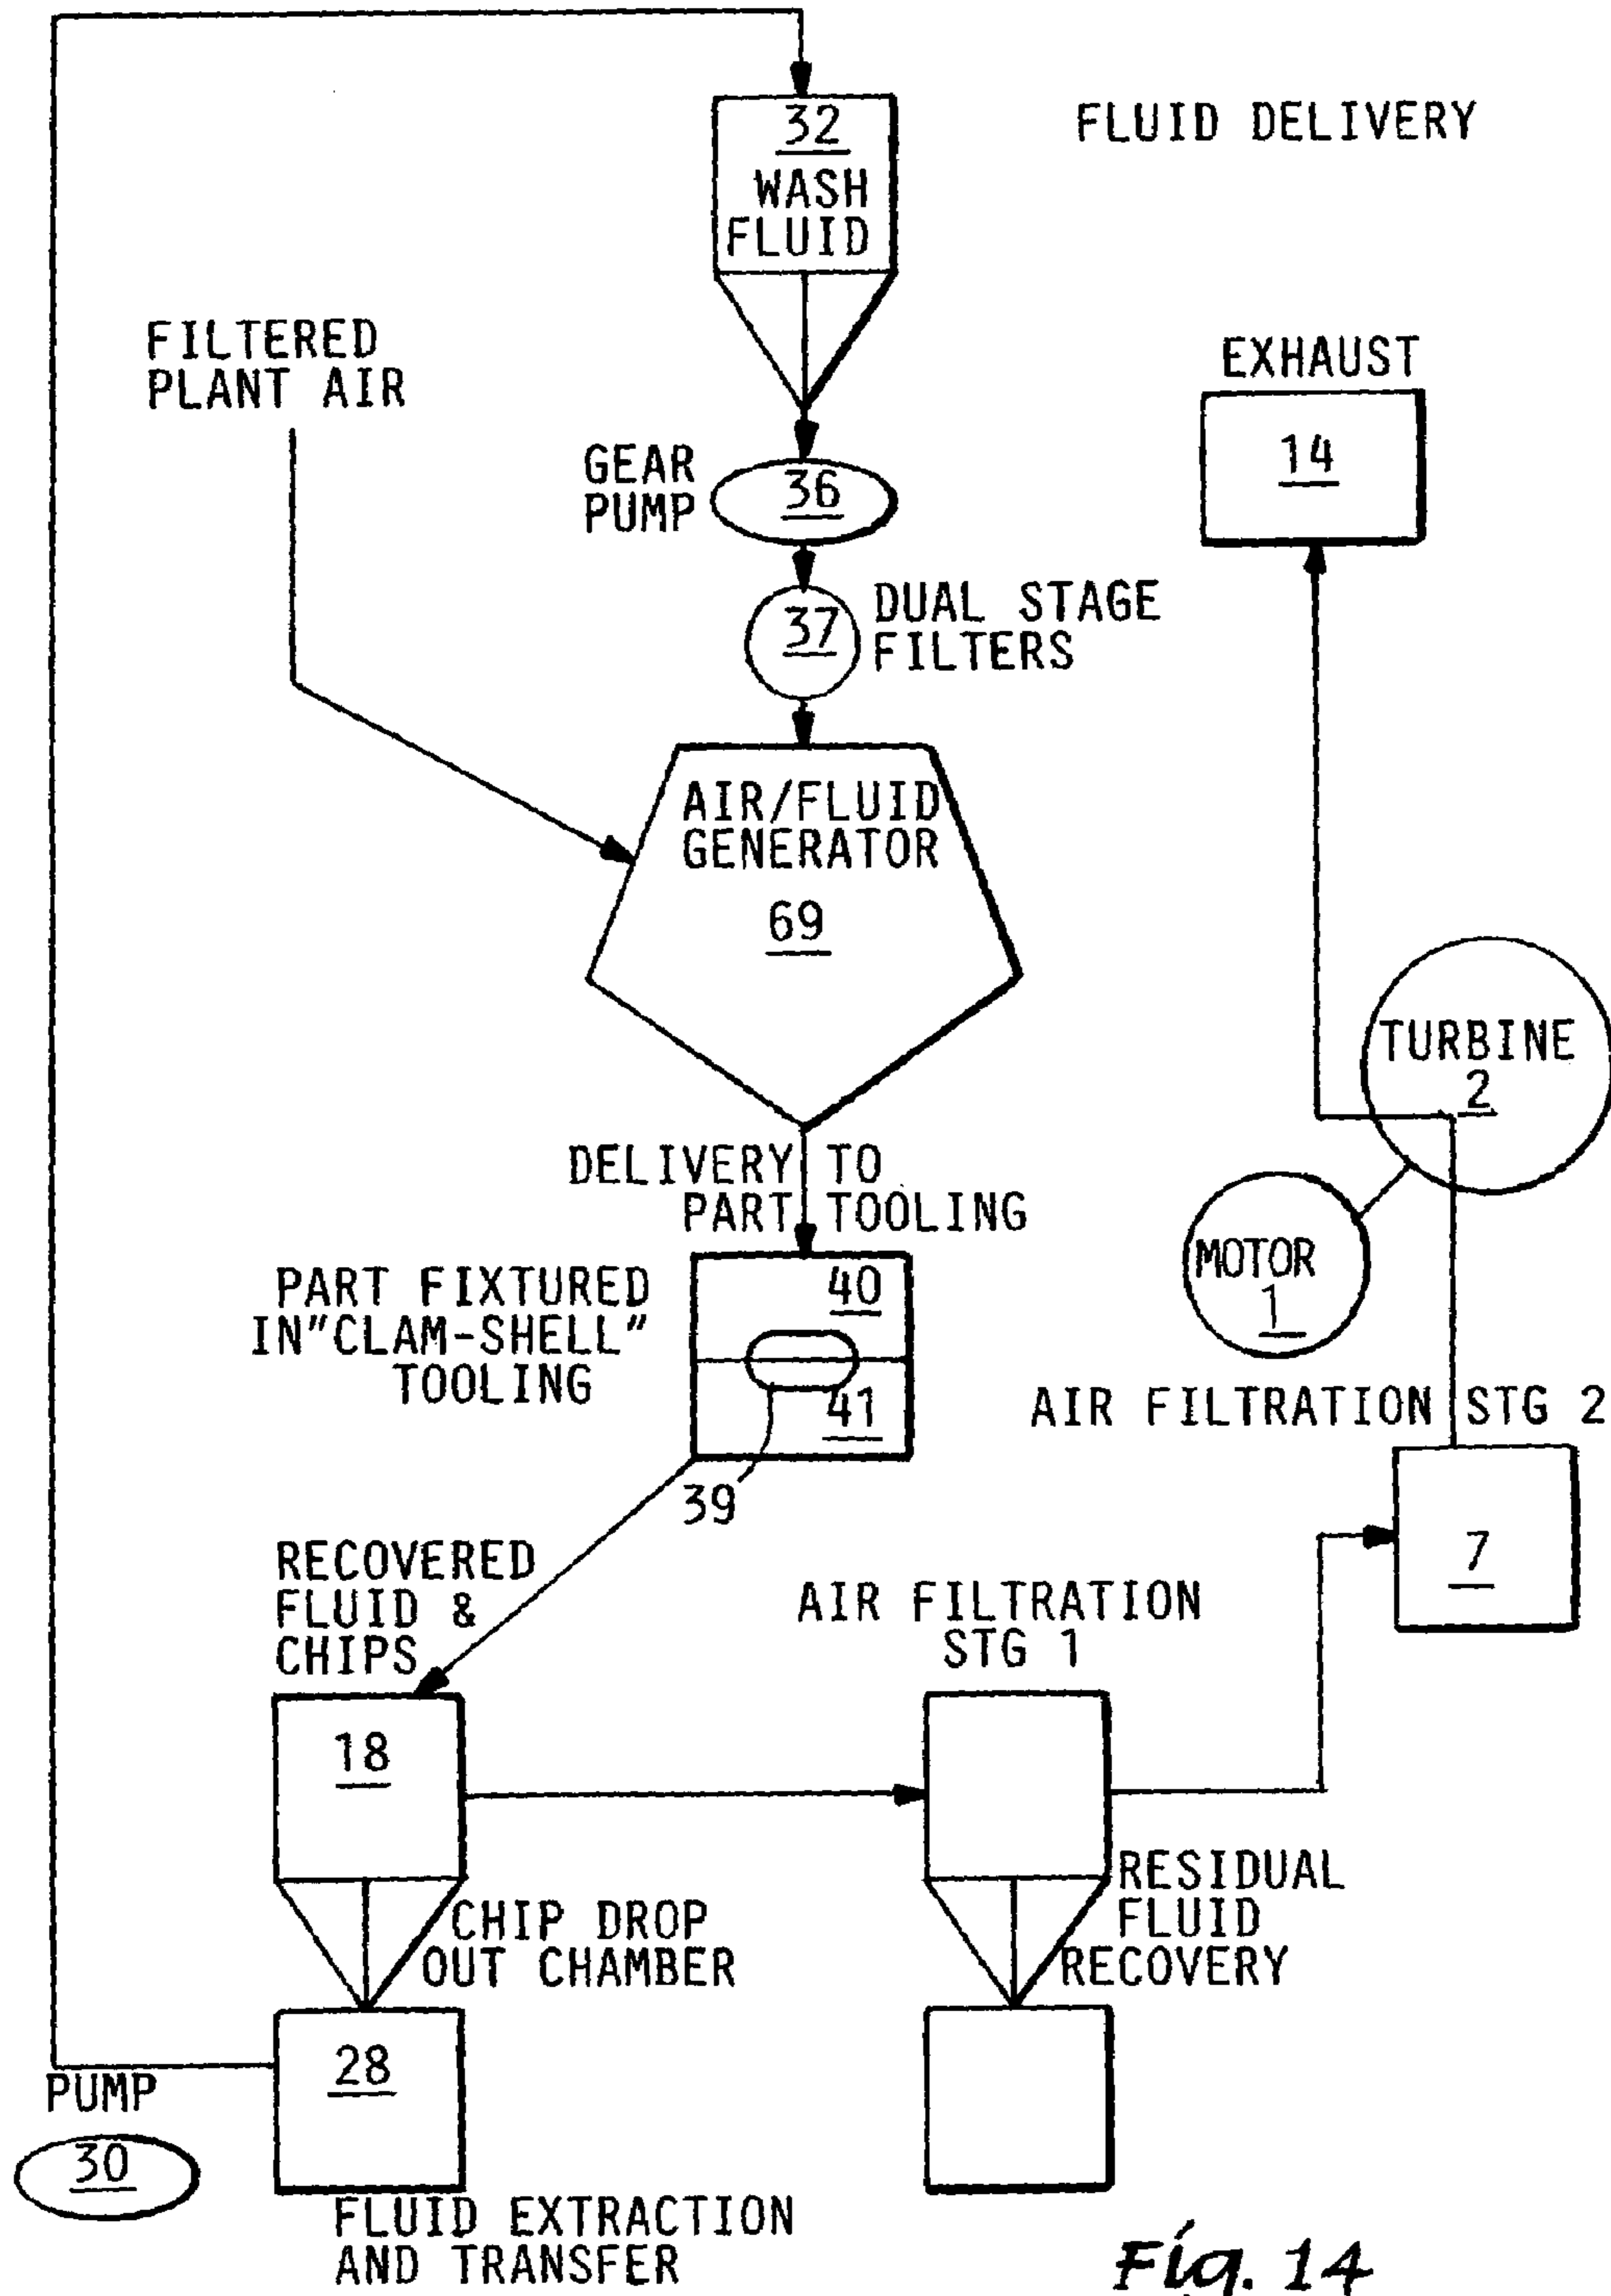 32
WASH
FLUID
FLUID DELIVERY
FILTERED
PLANT AIR
EXHAUST
14
GEAR
PUMP
36
37
DUAL STAGE
FILTERS
AIR/FLUID
GENERATOR
69
TURBINE
2
MOTOR
1
DELIVERY TO
PART TOOLING
PART FIXTURED
IN"CLAM-SHELL"
TOOLING
40
41
39
AIR FILTRATION STG 2
7
RECOVERED
FLUID &
CHIPS
AIR FILTRATION
STG 1
18
CHIP DROP
OUT CHAMBER
RESIDUAL
FLUID
RECOVERY
28
PUMP
30
FLUID EXTRACTION
AND TRANSFER
Fig. 14